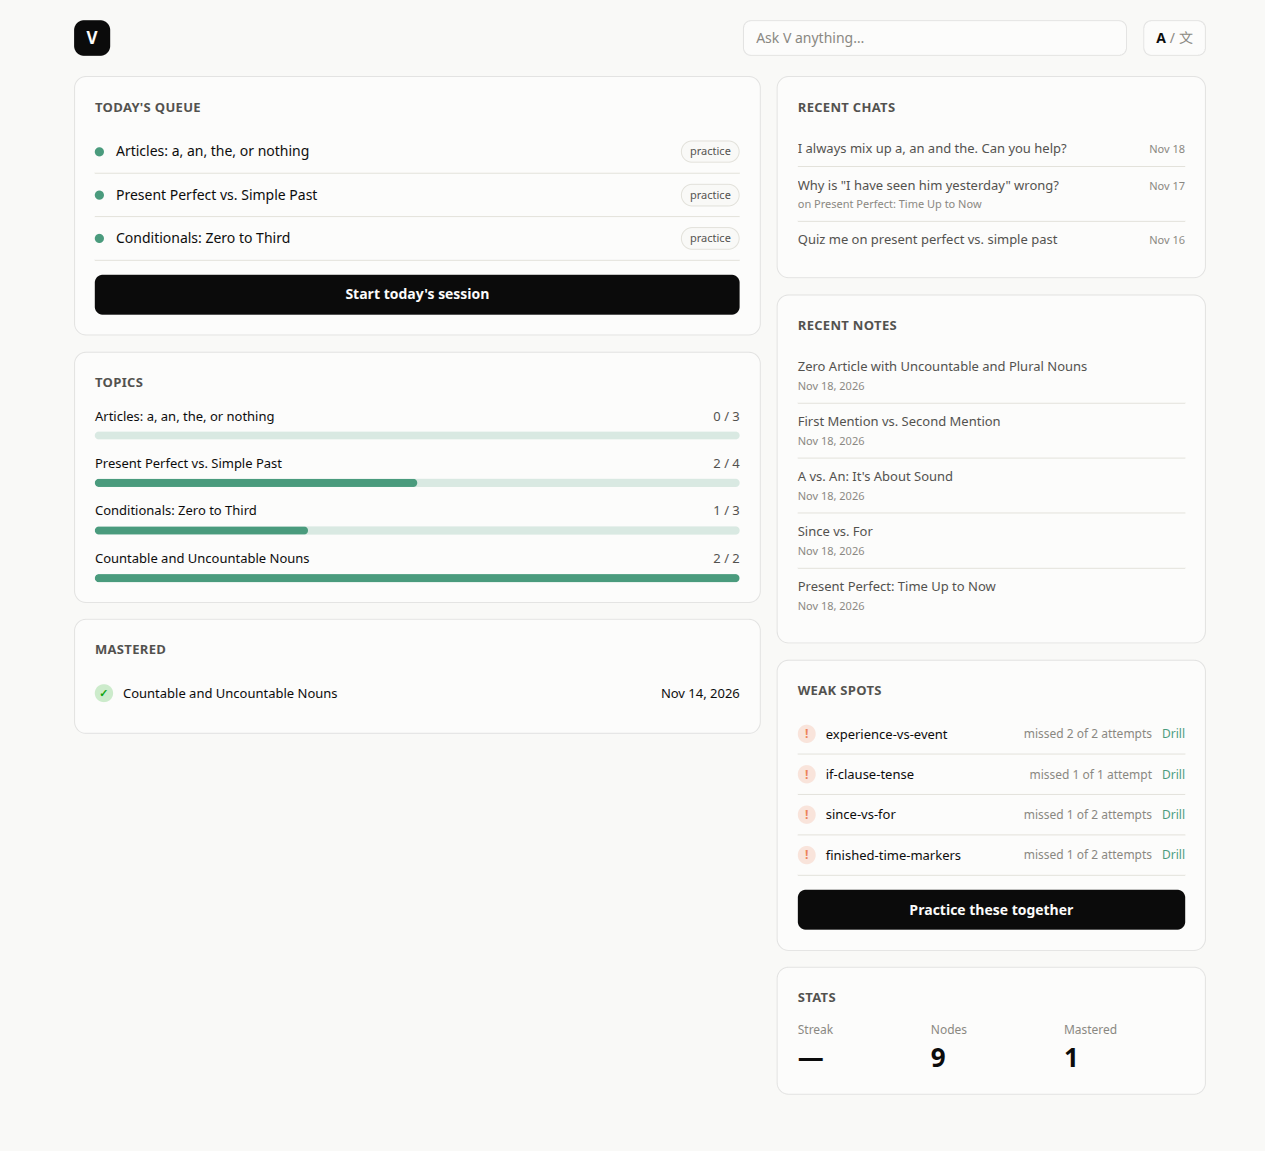 V
Ask V anything...
A / 文
TODAY'S QUEUE
Articles: a, an, the, or nothing
practice
Present Perfect vs. Simple Past
practice
Conditionals: Zero to Third
practice
Start today's session
TOPICS
Articles: a, an, the, or nothing 0 / 3
Present Perfect vs. Simple Past 2 / 4
Conditionals: Zero to Third 1 / 3
Countable and Uncountable Nouns 2 / 2
MASTERED
✓ Countable and Uncountable Nouns Nov 14, 2026
RECENT CHATS
I always mix up a, an and the. Can you help? Nov 18
Why is "I have seen him yesterday" wrong? Nov 17
on Present Perfect: Time Up to Now
Quiz me on present perfect vs. simple past Nov 16
RECENT NOTES
Zero Article with Uncountable and Plural Nouns
Nov 18, 2026
First Mention vs. Second Mention
Nov 18, 2026
A vs. An: It's About Sound
Nov 18, 2026
Since vs. For
Nov 18, 2026
Present Perfect: Time Up to Now
Nov 18, 2026
WEAK SPOTS
! experience-vs-event missed 2 of 2 attempts Drill
! if-clause-tense missed 1 of 1 attempt Drill
! since-vs-for missed 1 of 2 attempts Drill
! finished-time-markers missed 1 of 2 attempts Drill
Practice these together
STATS
Streak Nodes Mastered
— 9 1